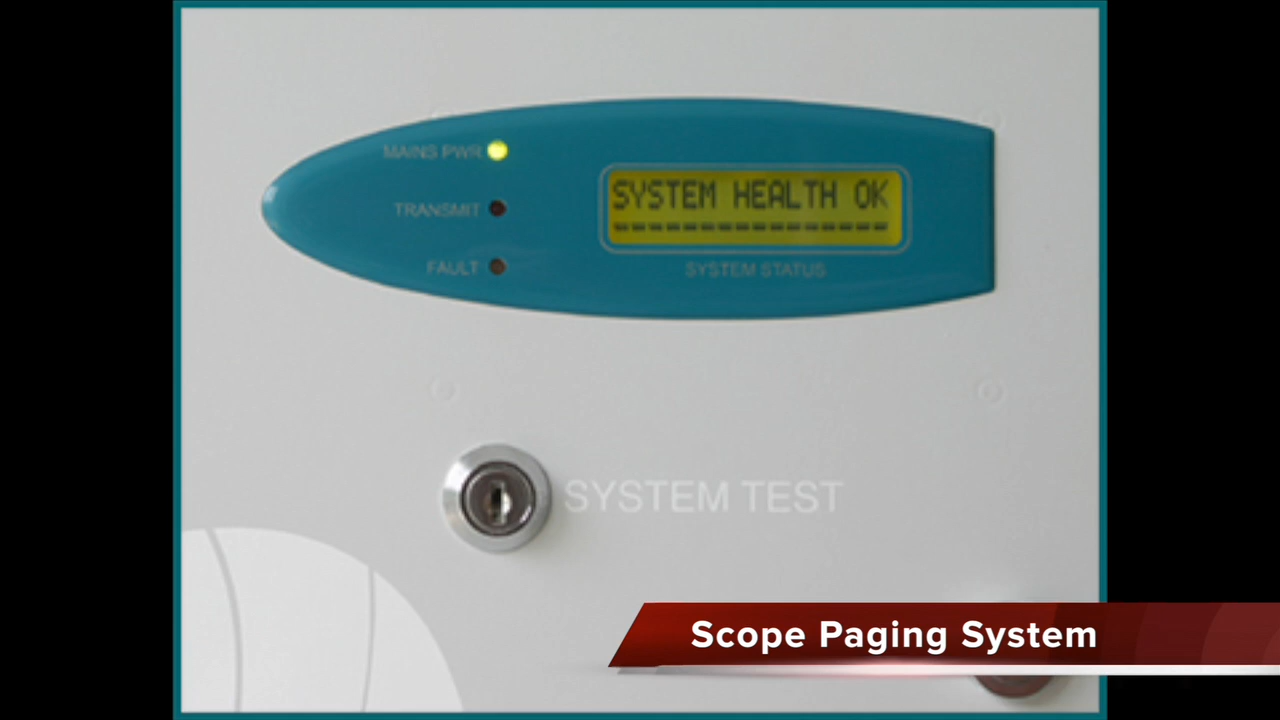 MAINS PWR
TRANSMIT
FAULT
SYSTEM HEALTH OK
----------------
SYSTEM STATUS
SYSTEM TEST
Scope Paging System